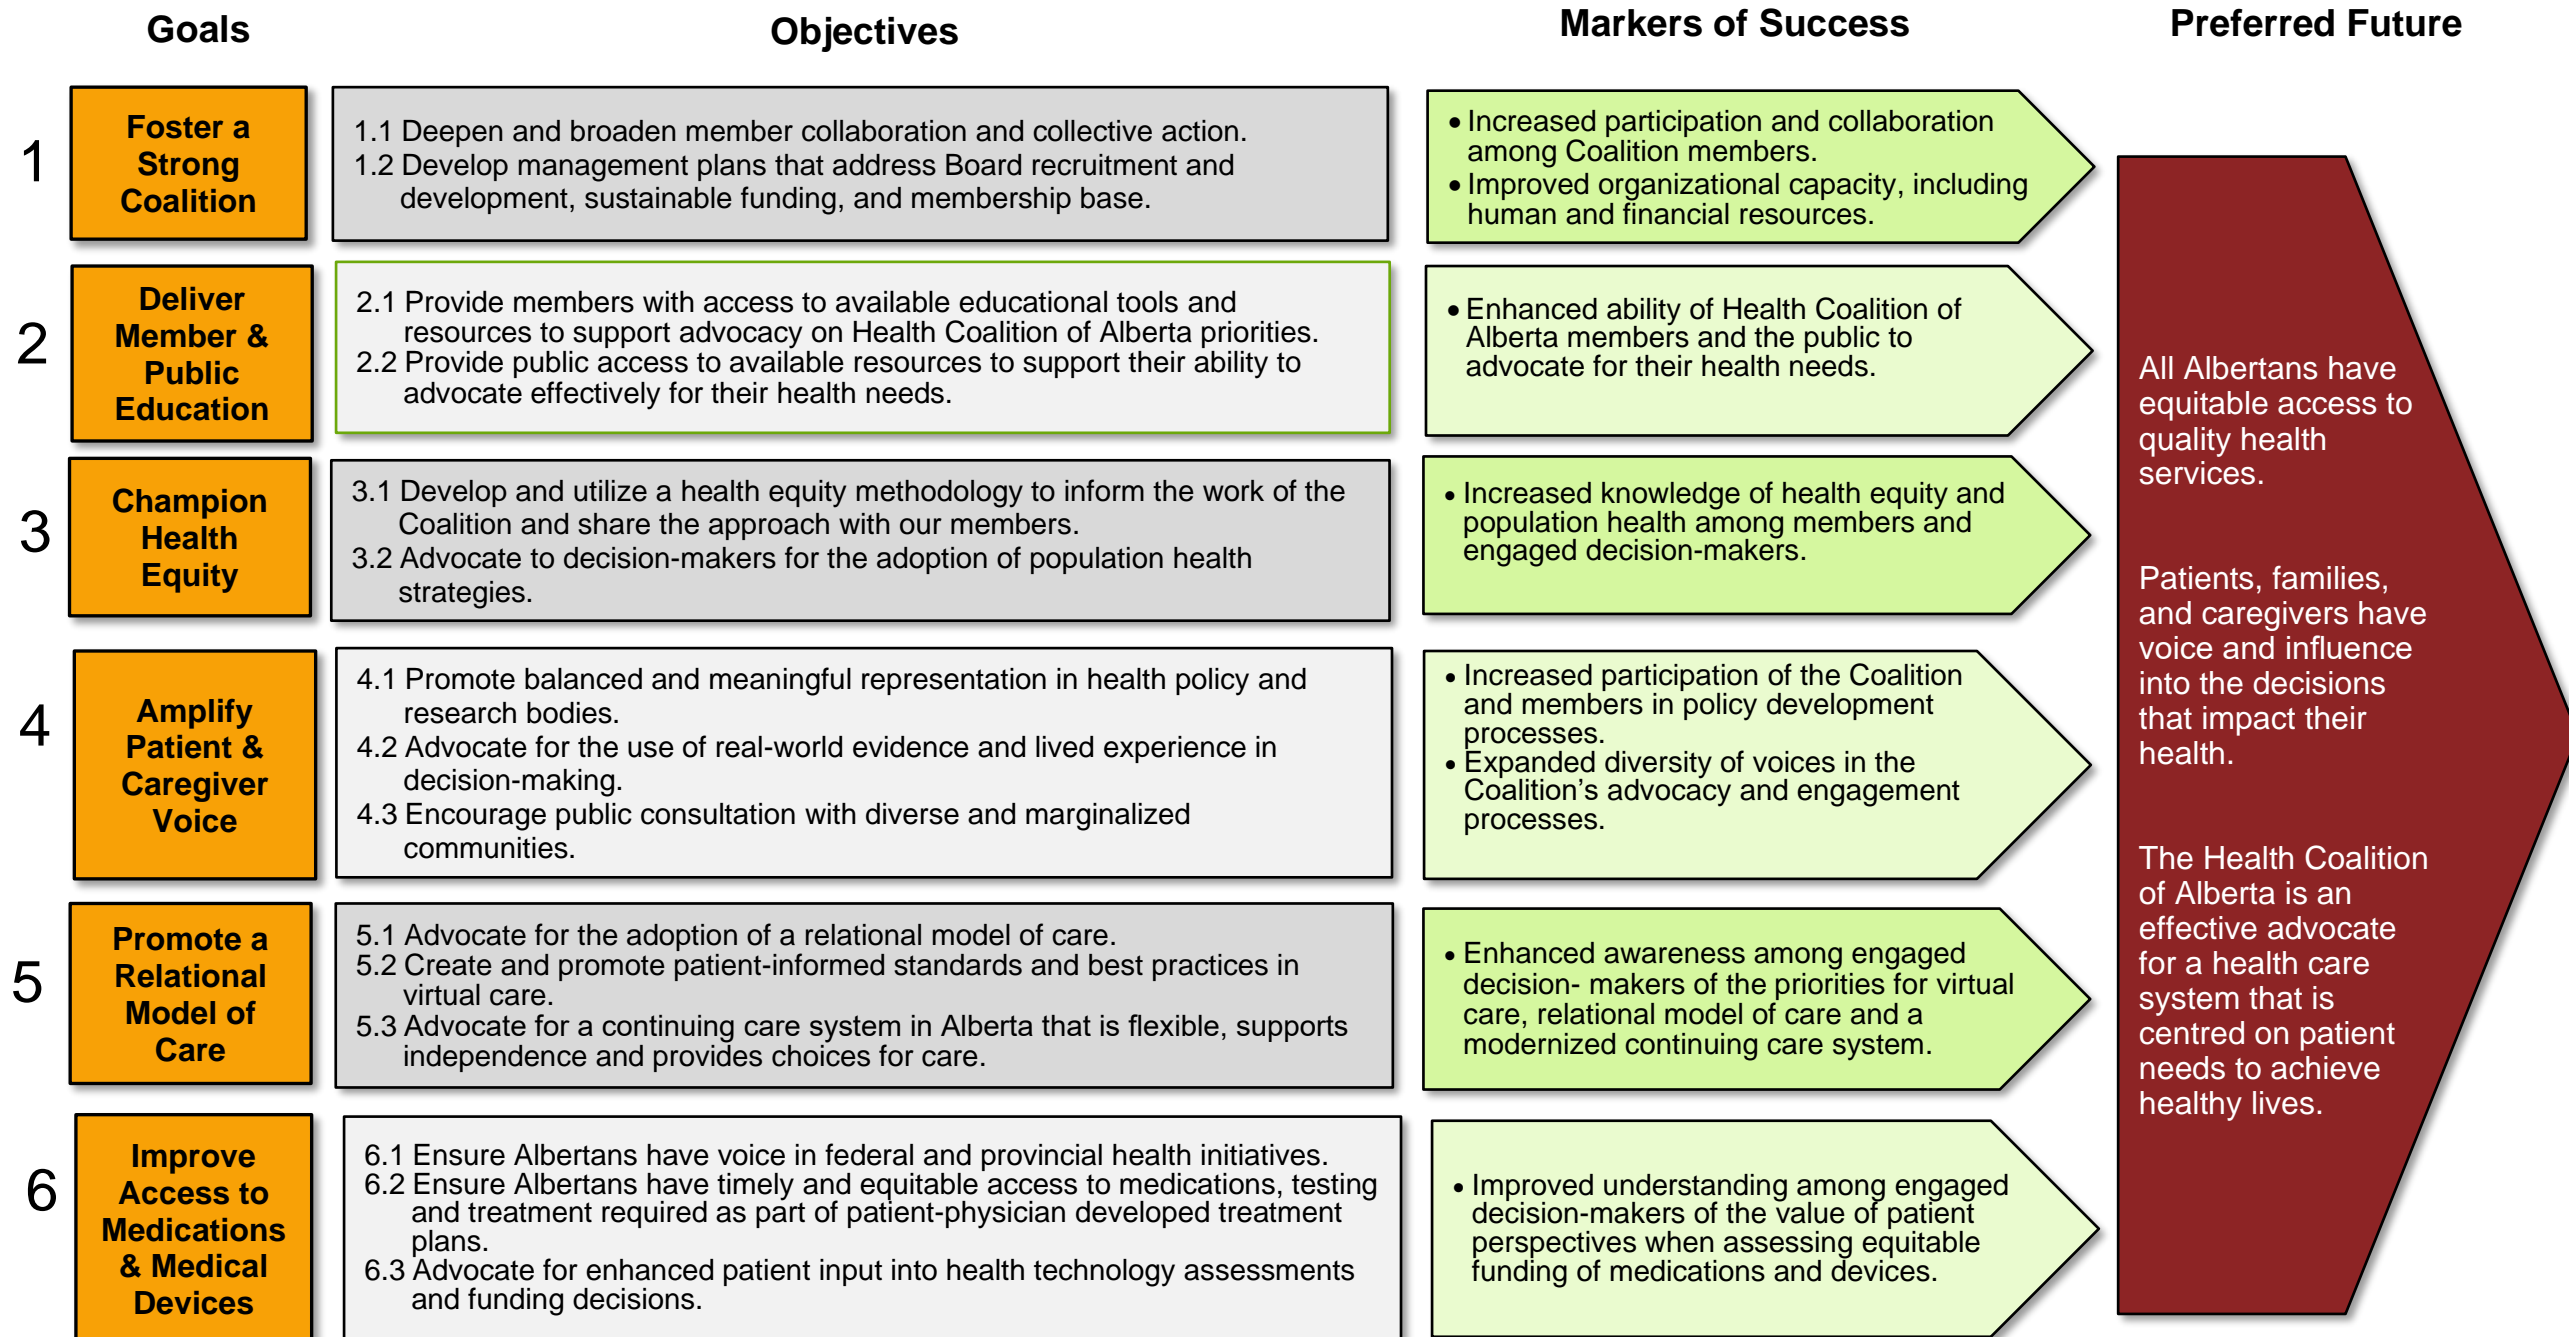 Goals
Objectives
Markers of Success
Preferred Future
1
Foster a
Strong
Coalition
1.1 Deepen and broaden member collaboration and collective action.
1.2 Develop management plans that address Board recruitment and
development, sustainable funding, and membership base.
• Increased participation and collaboration
among Coalition members.
• Improved organizational capacity, including
human and financial resources.
2
Deliver
Member &
Public
Education
2.1 Provide members with access to available educational tools and
resources to support advocacy on Health Coalition of Alberta priorities.
2.2 Provide public access to available resources to support their ability to
advocate effectively for their health needs.
• Enhanced ability of Health Coalition of
Alberta members and the public to
advocate for their health needs.
3
Champion
Health
Equity
3.1 Develop and utilize a health equity methodology to inform the work of the
Coalition and share the approach with our members.
3.2 Advocate to decision-makers for the adoption of population health
strategies.
• Increased knowledge of health equity and
population health among members and
engaged decision-makers.
4
Amplify
Patient &
Caregiver
Voice
4.1 Promote balanced and meaningful representation in health policy and
research bodies.
4.2 Advocate for the use of real-world evidence and lived experience in
decision-making.
4.3 Encourage public consultation with diverse and marginalized
communities.
• Increased participation of the Coalition
and members in policy development
processes.
• Expanded diversity of voices in the
Coalition’s advocacy and engagement
processes.
5
Promote a
Relational
Model of
Care
5.1 Advocate for the adoption of a relational model of care.
5.2 Create and promote patient-informed standards and best practices in
virtual care.
5.3 Advocate for a continuing care system in Alberta that is flexible, supports
independence and provides choices for care.
• Enhanced awareness among engaged
decision- makers of the priorities for virtual
care, relational model of care and a
modernized continuing care system.
6
Improve
Access to
Medications
& Medical
Devices
6.1 Ensure Albertans have voice in federal and provincial health initiatives.
6.2 Ensure Albertans have timely and equitable access to medications, testing
and treatment required as part of patient-physician developed treatment
plans.
6.3 Advocate for enhanced patient input into health technology assessments
and funding decisions.
• Improved understanding among engaged
decision-makers of the value of patient
perspectives when assessing equitable
funding of medications and devices.
All Albertans have
equitable access to
quality health
services.
Patients, families,
and caregivers have
voice and influence
into the decisions
that impact their
health.
The Health Coalition
of Alberta is an
effective advocate
for a health care
system that is
centred on patient
needs to achieve
healthy lives.